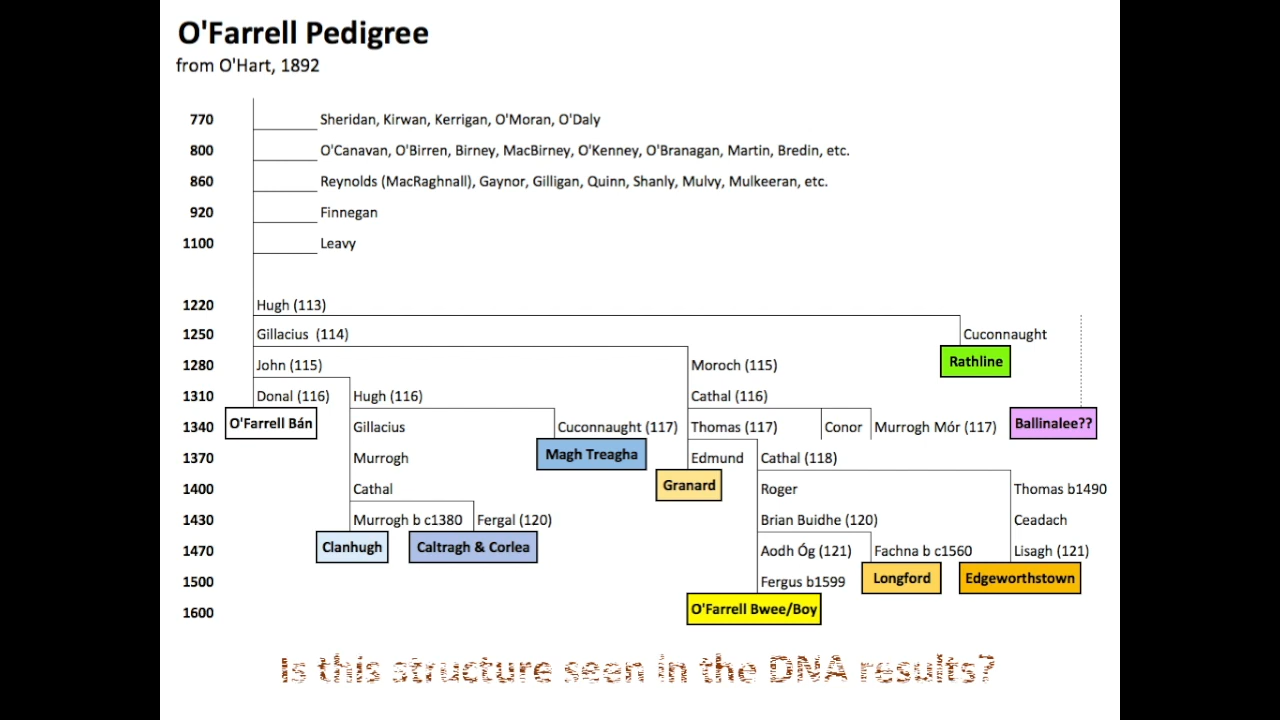 O'Farrell Pedigree
from O'Hart, 1892
770 Sheridan, Kirwan, Kerrigan, O'Moran, O'Daly
800 O'Canavan, O'Birren, Birney, MacBirney, O'Kenney, O'Branagan, Martin, Bredin, etc.
860 Reynolds (MacRaghnall), Gaynor, Gilligan, Quinn, Shanly, Mulvy, Mulkeeran, etc.
920 Finnegan
1100 Leavy
1220 Hugh (113)
1250 Gillacius (114) Cuconnaught
1280 John (115) Moroch (115) Rathline
1310 Donal (116) Hugh (116) Cathal (116)
1340 O'Farrell Bán Gillacius Cuconnaught (117) Thomas (117) Conor Murrogh Mór (117) Ballinalee??
1370 Murrogh Magh Treagha Edmund Cathal (118)
1400 Cathal Granard Roger Thomas b1490
1430 Murrogh b c1380 Fergal (120) Brian Buidhe (120) Ceadach
1470 Clanhugh Caltragh & Corlea Aodh Óg (121) Fachna b c1560 Lisagh (121)
1500 Fergus b1599 Longford Edgeworthstown
1600 O'Farrell Bwee/Boy
Is this structure seen in the DNA results?